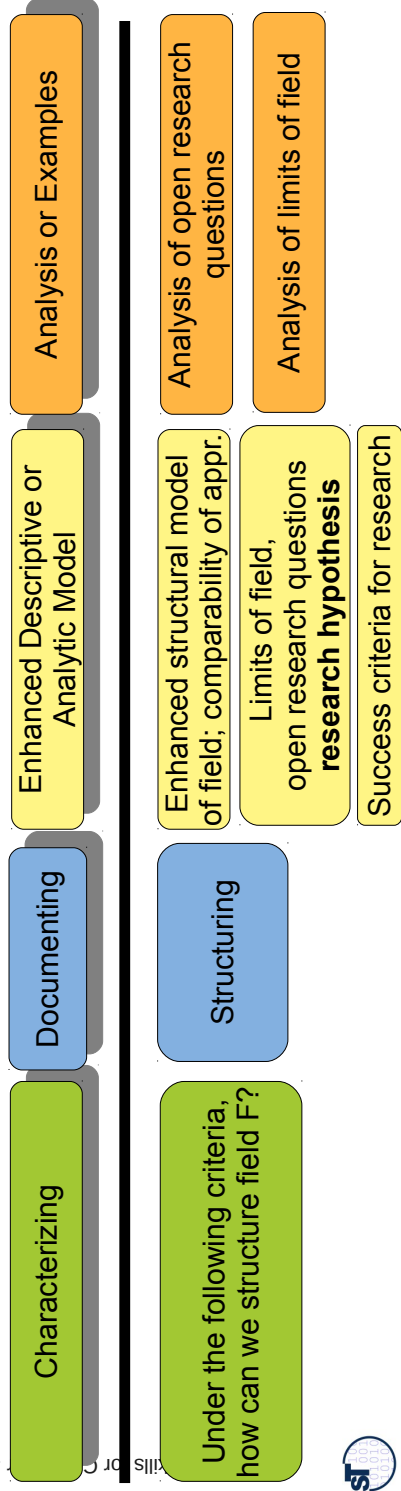 Characterizing
Documenting
Enhanced Descriptive or
Analytic Model
Analysis or Examples
Under the following criteria,
how can we structure field F?
Structuring
Enhanced structural model
of field; comparability of appr.
Limits of field,
open research questions
research hypothesis
Success criteria for research
Analysis of open research
questions
Analysis of limits of field